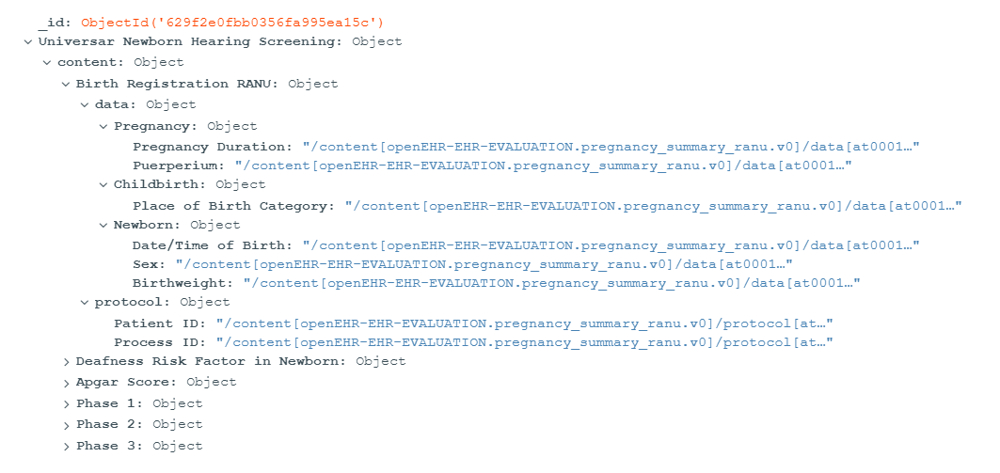 _id: ObjectId('629f2e0fbb0356fa995ea15c')
Universar Newborn Hearing Screening: Object
content: Object
Birth Registration RANU: Object
data: Object
Pregnancy: Object
Pregnancy Duration: "/content[openEHR-EHR-EVALUATION.pregnancy_summary_ranu.v0]/data[at0001…"
Puerperium: "/content[openEHR-EHR-EVALUATION.pregnancy_summary_ranu.v0]/data[at0001…"
Childbirth: Object
Place of Birth Category: "/content[openEHR-EHR-EVALUATION.pregnancy_summary_ranu.v0]/data[at0001…"
Newborn: Object
Date/Time of Birth: "/content[openEHR-EHR-EVALUATION.pregnancy_summary_ranu.v0]/data[at0001…"
Sex: "/content[openEHR-EHR-EVALUATION.pregnancy_summary_ranu.v0]/data[at0001…"
Birthweight: "/content[openEHR-EHR-EVALUATION.pregnancy_summary_ranu.v0]/data[at0001…"
protocol: Object
Patient ID: "/content[openEHR-EHR-EVALUATION.pregnancy_summary_ranu.v0]/protocol[at…"
Process ID: "/content[openEHR-EHR-EVALUATION.pregnancy_summary_ranu.v0]/protocol[at…"
Deafness Risk Factor in Newborn: Object
Apgar Score: Object
Phase 1: Object
Phase 2: Object
Phase 3: Object